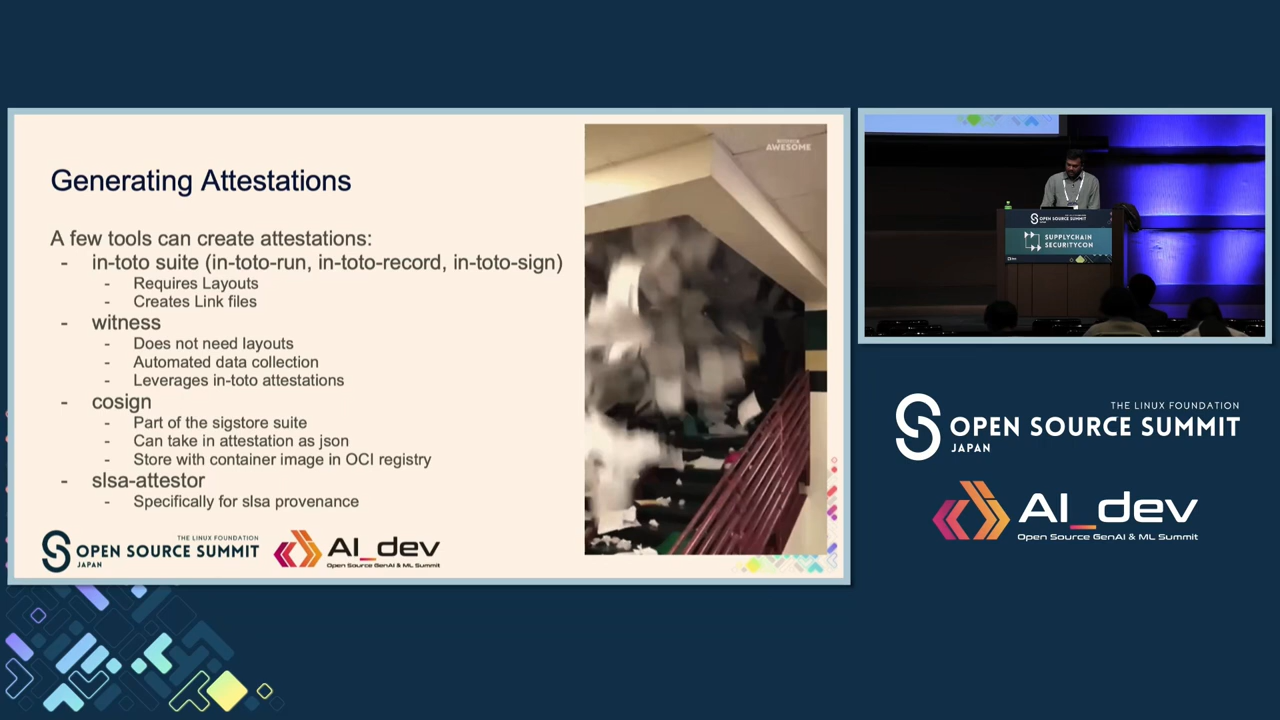 Generating Attestations
A few tools can create attestations:
- in-toto suite (in-toto-run, in-toto-record, in-toto-sign)
- Requires Layouts
- Creates Link files
- witness
- Does not need layouts
- Automated data collection
- Leverages in-toto attestations
- cosign
- Part of the sigstore suite
- Can take in attestation as json
- Store with container image in OCI registry
- slsa-attestor
- Specifically for slsa provenance
THE LINUX FOUNDATION
OPEN SOURCE SUMMIT
JAPAN
AI_dev
Open Source GenAI & ML Summit
AWESOME
OPEN SOURCE SUMMIT
SUPPLYCHAIN
SECURITYCON
THE LINUX FOUNDATION
OPEN SOURCE SUMMIT
JAPAN
AI_dev
Open Source GenAI & ML Summit